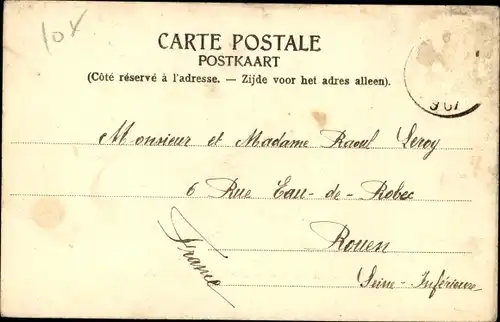 10x
CARTE POSTALE
POSTKAART
(Côté réservé à l'adresse. — Zijde voor het adres alleen).
Monsieur et Madame Raoul Leroy
6 Rue Eau-de-Robec
Rouen
France
Seine-Inférieure